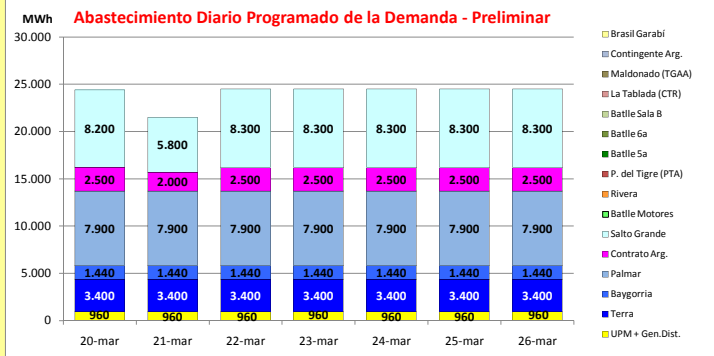 MWh
Abastecimiento Diario Programado de la Demanda - Preliminar
30.000
25.000
20.000
15.000
10.000
5.000
0
8.200 5.800 8.300 8.300 8.300 8.300 8.300
2.500 2.000 2.500 2.500 2.500 2.500 2.500
7.900 7.900 7.900 7.900 7.900 7.900 7.900
1.440 1.440 1.440 1.440 1.440 1.440 1.440
3.400 3.400 3.400 3.400 3.400 3.400 3.400
960 960 960 960 960 960 960
20-mar 21-mar 22-mar 23-mar 24-mar 25-mar 26-mar
Brasil Garabí
Contingente Arg.
Maldonado (TGAA)
La Tablada (CTR)
Batlle Sala B
Batlle 6a
Batlle 5a
P. del Tigre (PTA)
Rivera
Batlle Motores
Salto Grande
Contrato Arg.
Palmar
Baygorria
Terra
UPM + Gen.Dist.